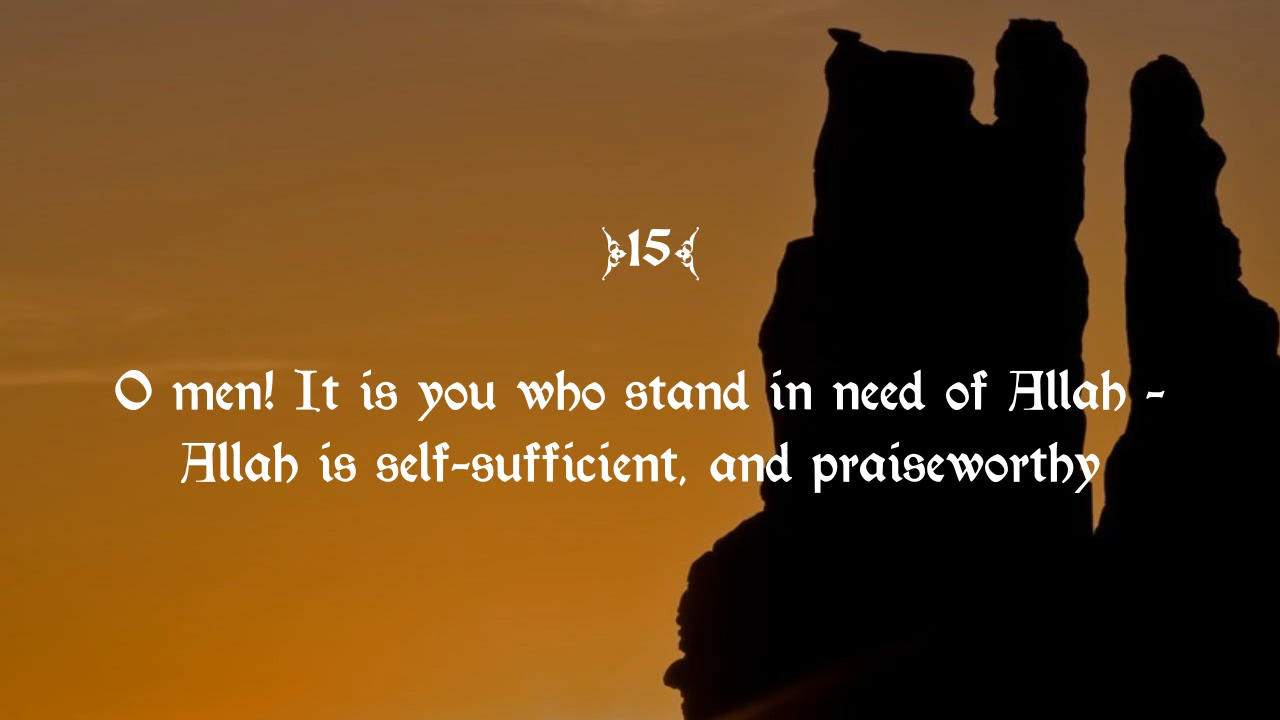 15
O men! It is you who stand in need of Allah -
Allah is self-sufficient, and praiseworthy